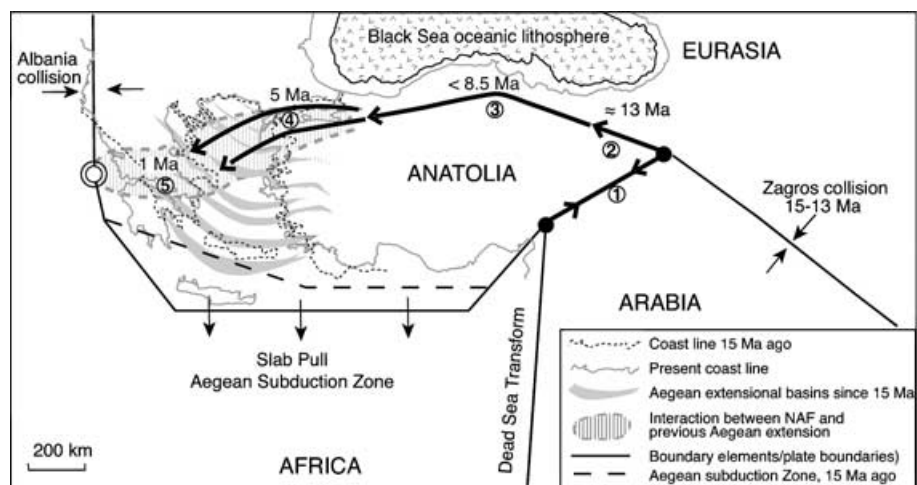 Black Sea oceanic lithosphere
EURASIA
Albania
collision
< 8.5 Ma
③
5 Ma
④
≈ 13 Ma
②
ANATOLIA
1 Ma
⑤
①
Zagros collision
15-13 Ma
ARABIA
Slab Pull
Aegean Subduction Zone
Dead Sea Transform
200 km
AFRICA
Coast line 15 Ma ago
Present coast line
Aegean extensional basins since 15 Ma
Interaction between NAF and
previous Aegean extension
Boundary elements/plate boundaries)
Aegean subduction Zone, 15 Ma ago